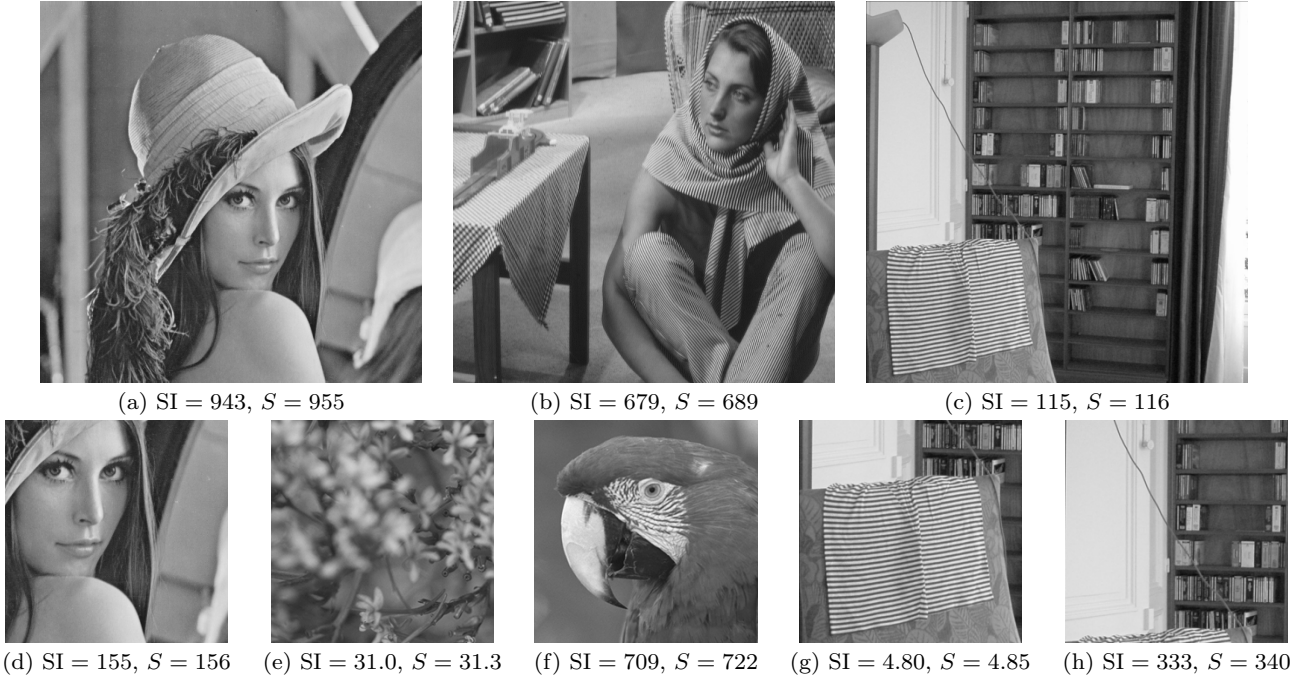 (a) SI = 943, S = 955
(b) SI = 679, S = 689
(c) SI = 115, S = 116
(d) SI = 155, S = 156
(e) SI = 31.0, S = 31.3
(f) SI = 709, S = 722
(g) SI = 4.80, S = 4.85
(h) SI = 333, S = 340